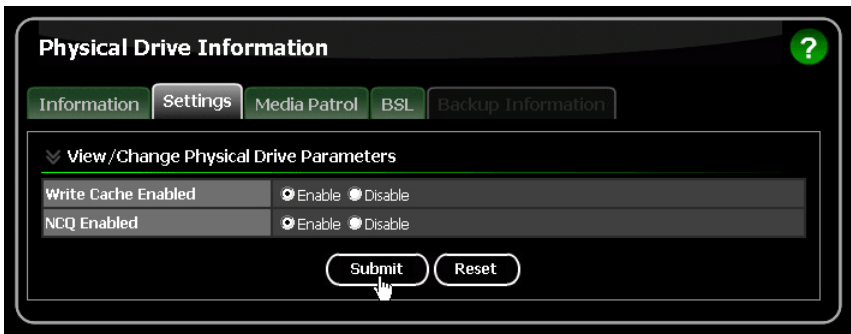 Physical Drive Information
?
Information Settings Media Patrol BSL Backup Information
View/Change Physical Drive Parameters
Write Cache Enabled Enable Disable
NCQ Enabled Enable Disable
Submit Reset